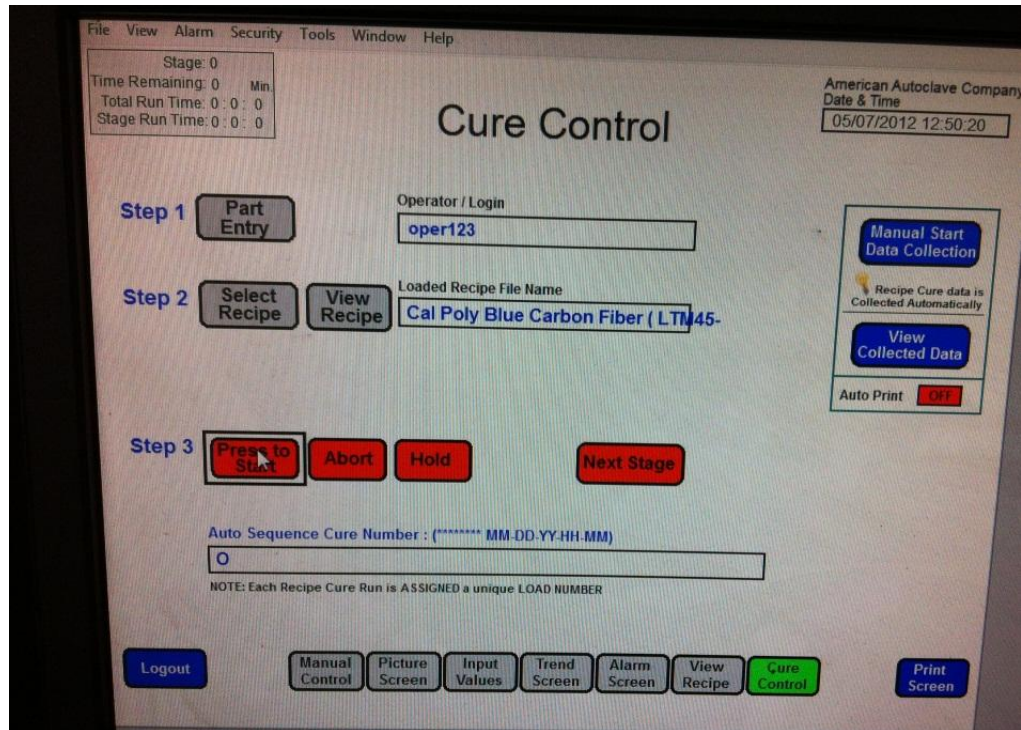 File View Alarm Security Tools Window Help
Stage: 0
Time Remaining: 0 Min.
Total Run Time: 0 : 0 : 0
Stage Run Time: 0 : 0 : 0
Cure Control
American Autoclave Company
Date & Time
05/07/2012 12:50:20
Step 1
Part
Entry
Operator / Login
oper123
Manual Start
Data Collection
Recipe Cure data is
Collected Automatically
View
Collected Data
Auto Print OFF
Step 2
Select
Recipe
View
Recipe
Loaded Recipe File Name
Cal Poly Blue Carbon Fiber ( LTM45-
Step 3
Press to
Start
Abort
Hold
Next Stage
Auto Sequence Cure Number : (******** MM-DD-YY-HH-MM)
O
NOTE: Each Recipe Cure Run is ASSIGNED a unique LOAD NUMBER
Logout
Manual
Control
Picture
Screen
Input
Values
Trend
Screen
Alarm
Screen
View
Recipe
Cure
Control
Print
Screen